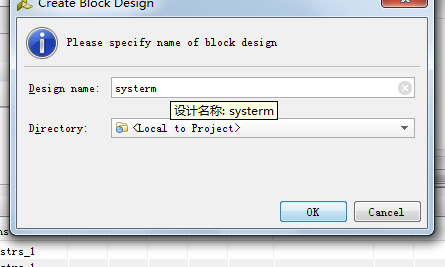 Create Block Design
Please specify name of block design
Design name: systerm
设计名称: systerm
Directory: <Local to Project>
OK Cancel
strs_1
strs_1